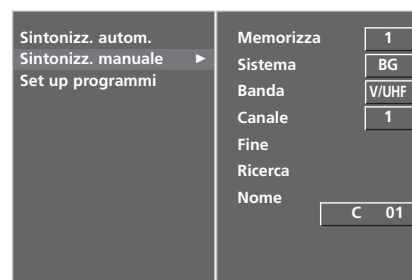 Sintonizz. autom.
Sintonizz. manuale ►
Set up programmi
Memorizza 1
Sistema BG
Banda V/UHF
Canale 1
Fine
Ricerca
Nome
C 01